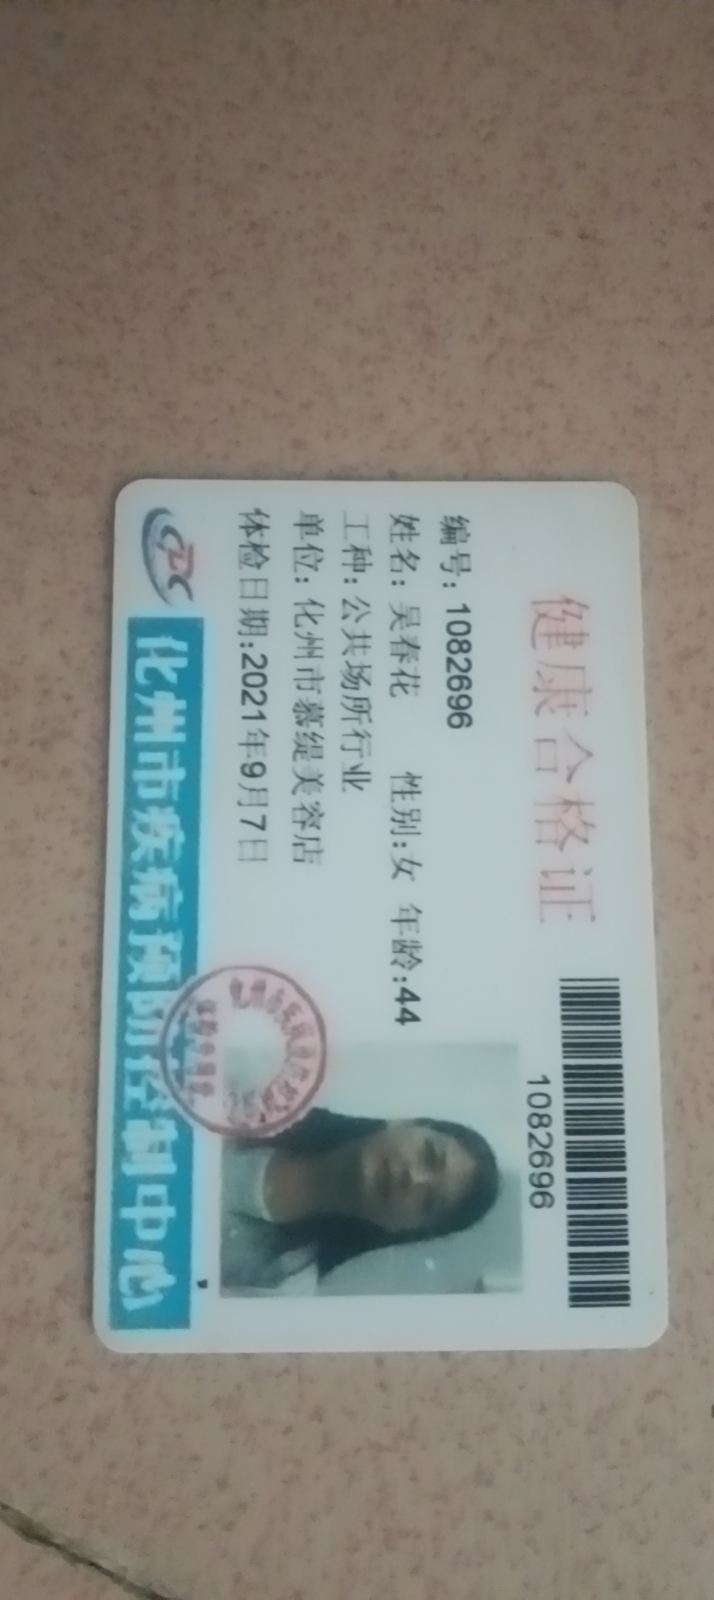 健康合格证
1082696
编号：1082696
姓名：吴春花 性别:女 年龄:44
工种：公共场所行业
单位：化州市慕缇美容店
体检日期:2021年9月7日
CDC
化州市疾病预防控制中心